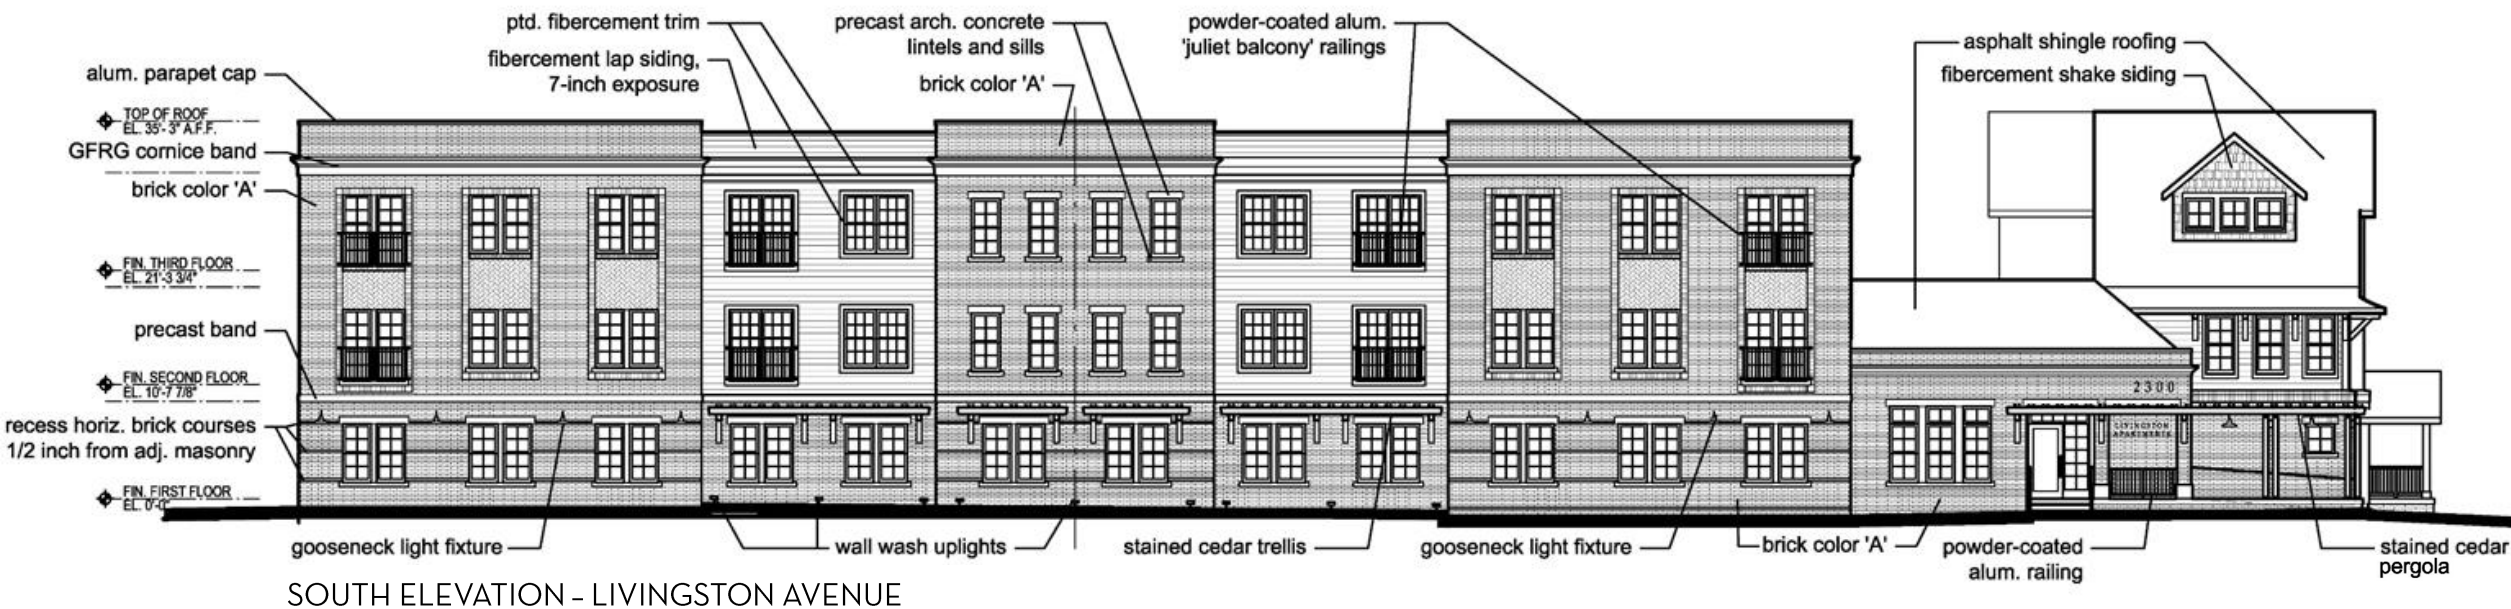 ptd. fibercement trim
fibercement lap siding,
7-inch exposure
precast arch. concrete
lintels and sills
brick color 'A'
powder-coated alum.
'juliet balcony' railings
asphalt shingle roofing
fibercement shake siding
alum. parapet cap
TOP OF ROOF
EL. 35'- 3" A.F.F.
GFRG cornice band
brick color 'A'
FIN. THIRD FLOOR
EL. 21'-3 3/4"
precast band
FIN. SECOND FLOOR
EL. 10'-7 7/8"
recess horiz. brick courses
1/2 inch from adj. masonry
FIN. FIRST FLOOR
EL. 0'-0"
2300
LIVINGSTON
APARTMENTS
gooseneck light fixture
wall wash uplights
stained cedar trellis
gooseneck light fixture
brick color 'A'
powder-coated
alum. railing
stained cedar
pergola
SOUTH ELEVATION – LIVINGSTON AVENUE